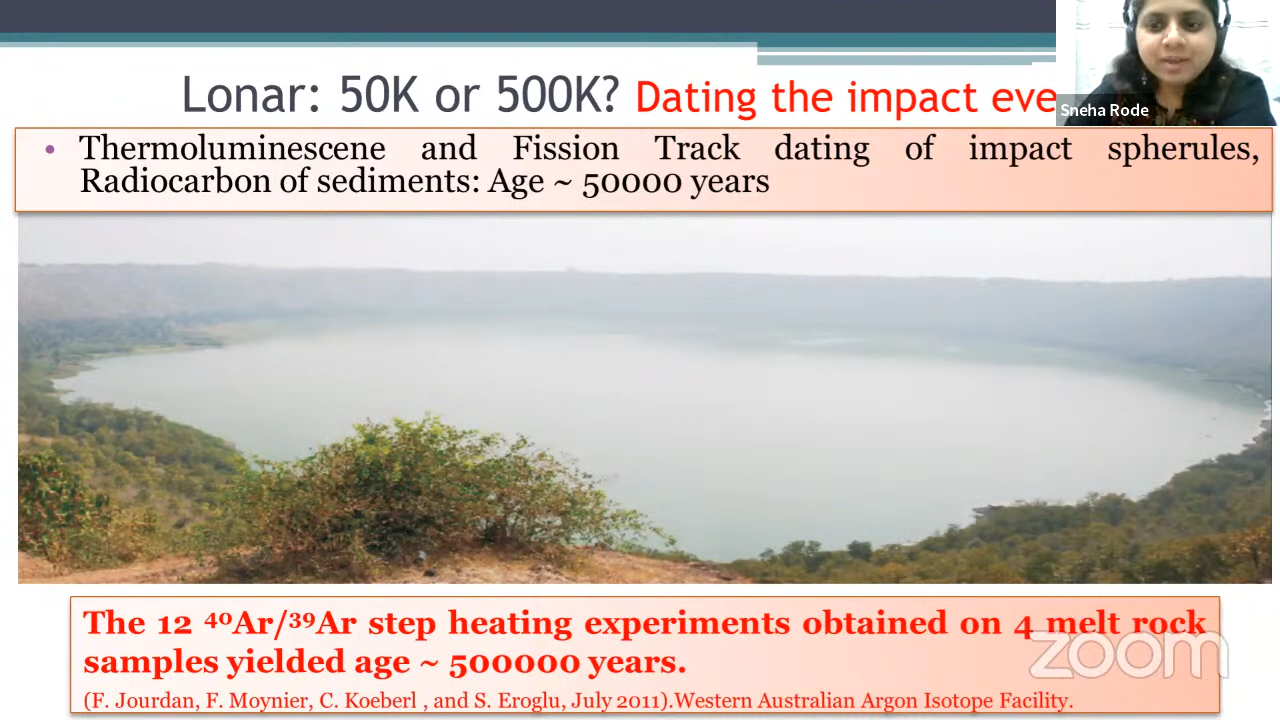 Lonar: 50K or 500K? Dating the impact eve
Sneha Rode
• Thermoluminescene and Fission Track dating of impact spherules,
Radiocarbon of sediments: Age ~ 50000 years
The 12 ⁴⁰Ar/³⁹Ar step heating experiments obtained on 4 melt rock
samples yielded age ~ 500000 years.
(F. Jourdan, F. Moynier, C. Koeberl , and S. Eroglu, July 2011).Western Australian Argon Isotope Facility.
zoom